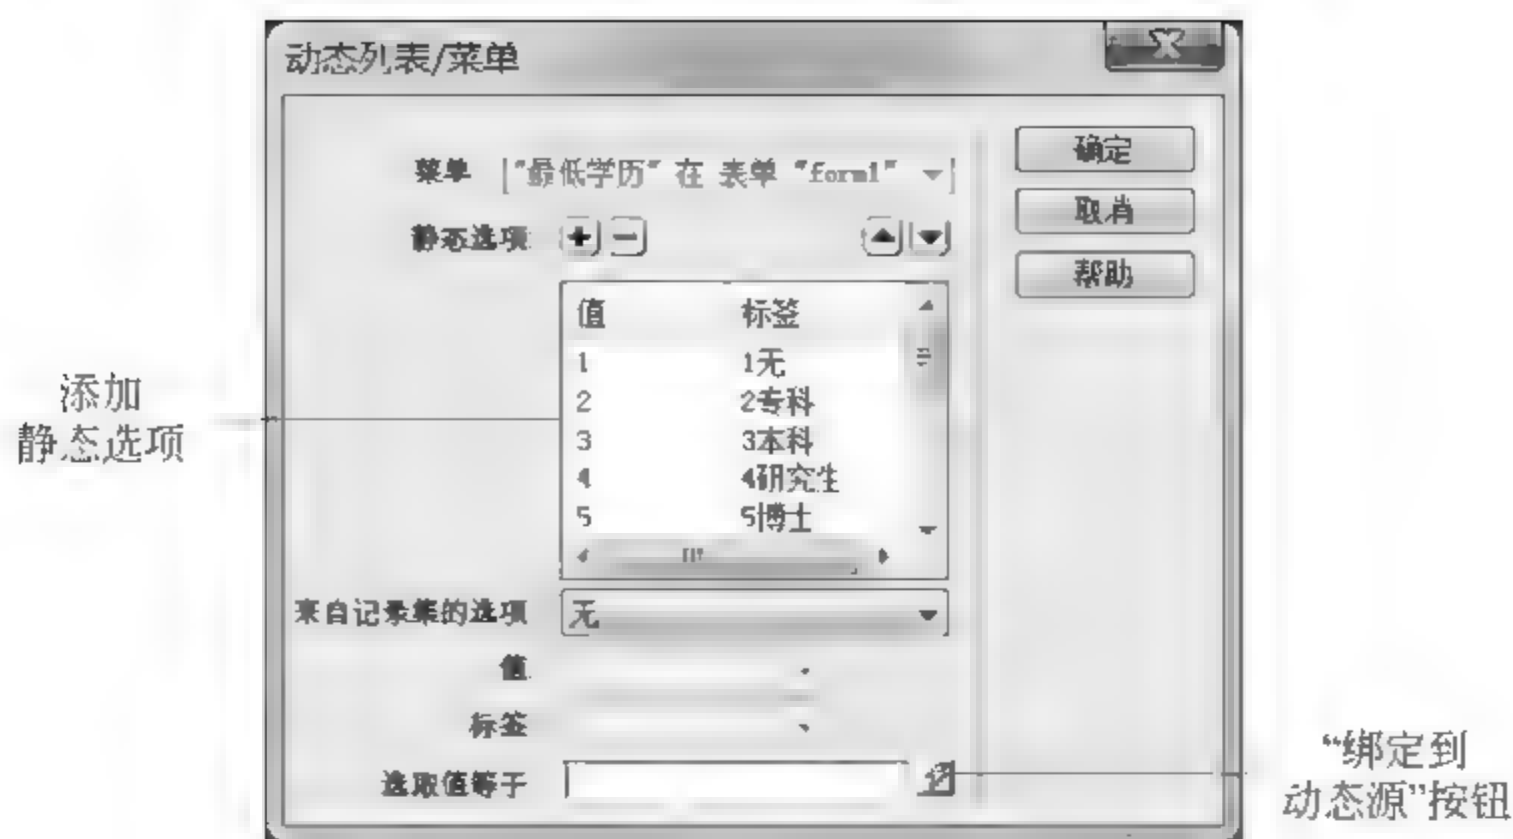 动态列表/菜单
菜单 "最低学历" 在 表单 "form1"
确定
静态选项
取消
帮助
值 标签
1 1无
2 2专科
3 3本科
4 4研究生
5 5博士
添加
静态选项
来自记录集的选项 无
值
标签
选取值等于
“绑定到
动态源”按钮